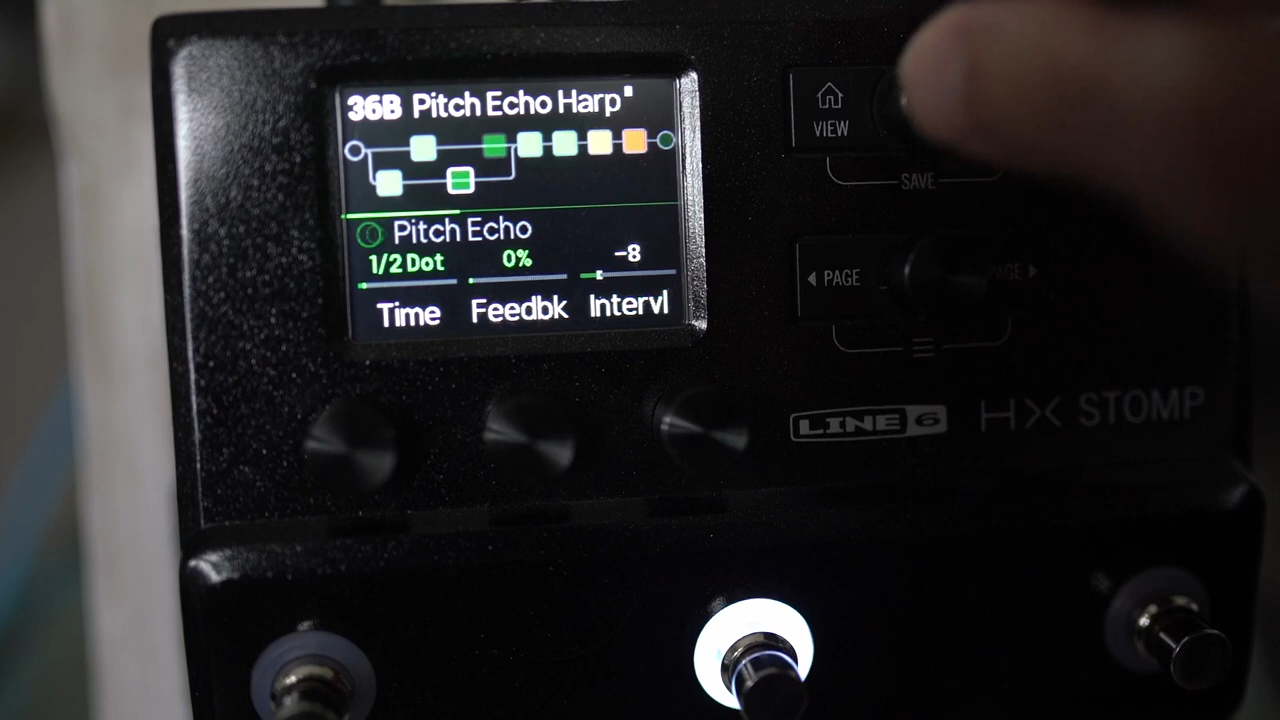 36B Pitch Echo Harp
Pitch Echo
1/2 Dot 0% -8
Time Feedbk Intervl
VIEW
SAVE
PAGE PAGE
LINE 6 HX STOMP